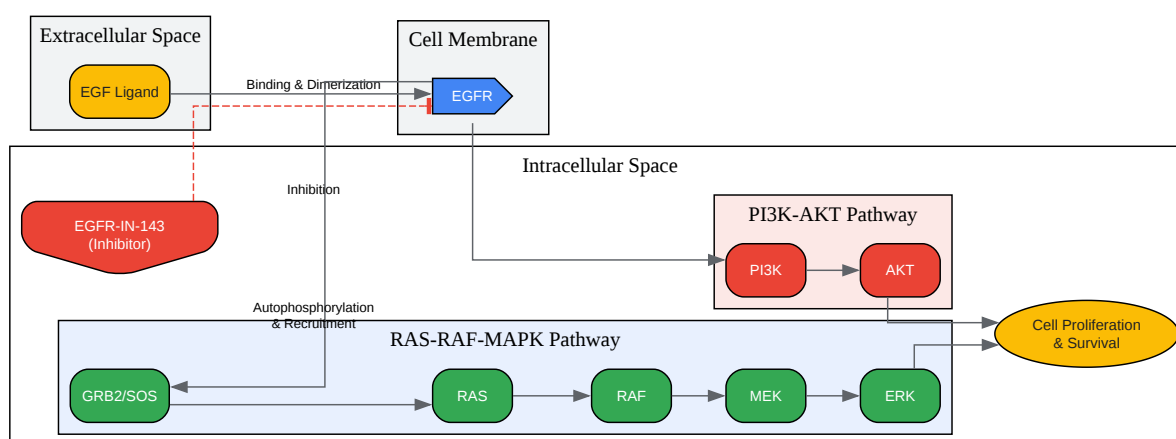 Extracellular Space
Cell Membrane
EGF Ligand
Binding & Dimerization
EGFR
Intracellular Space
Inhibition
EGFR-IN-143
(Inhibitor)
PI3K-AKT Pathway
PI3K
AKT
Autophosphorylation
& Recruitment
Cell Proliferation
& Survival
RAS-RAF-MAPK Pathway
GRB2/SOS
RAS
RAF
MEK
ERK